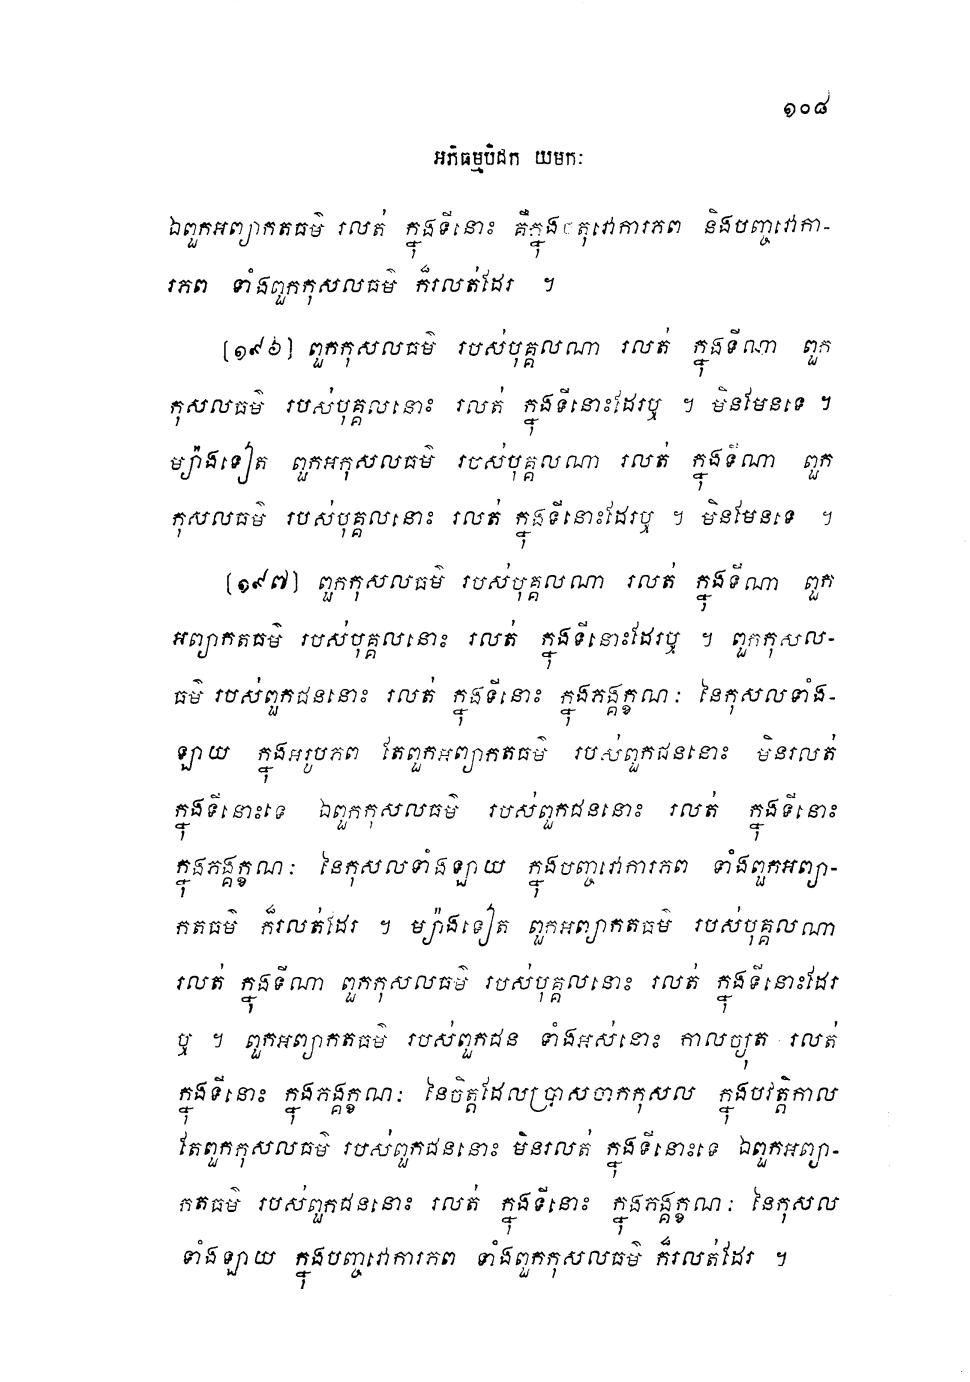 ១០៨
អភិធម្មបិដក យមកៈ
ឯពួកអព្យាកតធម៌ រលត់ ក្នុងទីនោះ គឺក្នុងចតុវោការភព និងបញ្ចវោកា-
រភព ទាំងពួកកុសលធម៌ ក៏រលត់ដែរ ។
[១៩៦] ពួកកុសលធម៌ របស់បុគ្គលណា រលត់ ក្នុងទីណា ពួក
កុសលធម៌ របស់បុគ្គលនោះ រលត់ ក្នុងទីនោះដែរឬ ។ មិនមែនទេ ។
ម្យ៉ាងទៀត ពួកអកុសលធម៌ របស់បុគ្គលណា រលត់ ក្នុងទីណា ពួក
កុសលធម៌ របស់បុគ្គលនោះ រលត់ ក្នុងទីនោះដែរឬ ។ មិនមែនទេ ។
[១៩៧] ពួកកុសលធម៌ របស់បុគ្គលណា រលត់ ក្នុងទីណា ពួក
អព្យាកតធម៌ របស់បុគ្គលនោះ រលត់ ក្នុងទីនោះដែរឬ ។ ពួកកុសល-
ធម៌ របស់ពួកជននោះ រលត់ ក្នុងទីនោះ ក្នុងភង្គក្ខណៈ នៃកុសលទាំង-
ឡាយ ក្នុងអរូបភព តែពួកអព្យាកតធម៌ របស់ពួកជននោះ មិនរលត់
ក្នុងទីនោះទេ ឯពួកកុសលធម៌ របស់ពួកជននោះ រលត់ ក្នុងទីនោះ
ក្នុងភង្គក្ខណៈ នៃកុសលទាំងឡាយ ក្នុងបញ្ចវោការភព ទាំងពួកអព្យា-
កតធម៌ ក៏រលត់ដែរ ។ ម្យ៉ាងទៀត ពួកអព្យាកតធម៌ របស់បុគ្គលណា
រលត់ ក្នុងទីណា ពួកកុសលធម៌ របស់បុគ្គលនោះ រលត់ ក្នុងទីនោះដែរ
ឬ ។ ពួកអព្យាកតធម៌ របស់ពួកជន ទាំងអស់នោះ កាលច្យុត រលត់
ក្នុងទីនោះ ក្នុងភង្គក្ខណៈ នៃចិត្តដែលប្រាសចាកកុសល ក្នុងបវត្តិកាល
តែពួកកុសលធម៌ របស់ពួកជននោះ មិនរលត់ ក្នុងទីនោះទេ ឯពួកអព្យា-
កតធម៌ របស់ពួកជននោះ រលត់ ក្នុងទីនោះ ក្នុងភង្គក្ខណៈ នៃកុសល
ទាំងឡាយ ក្នុងបញ្ចវោការភព ទាំងពួកកុសលធម៌ ក៏រលត់ដែរ ។